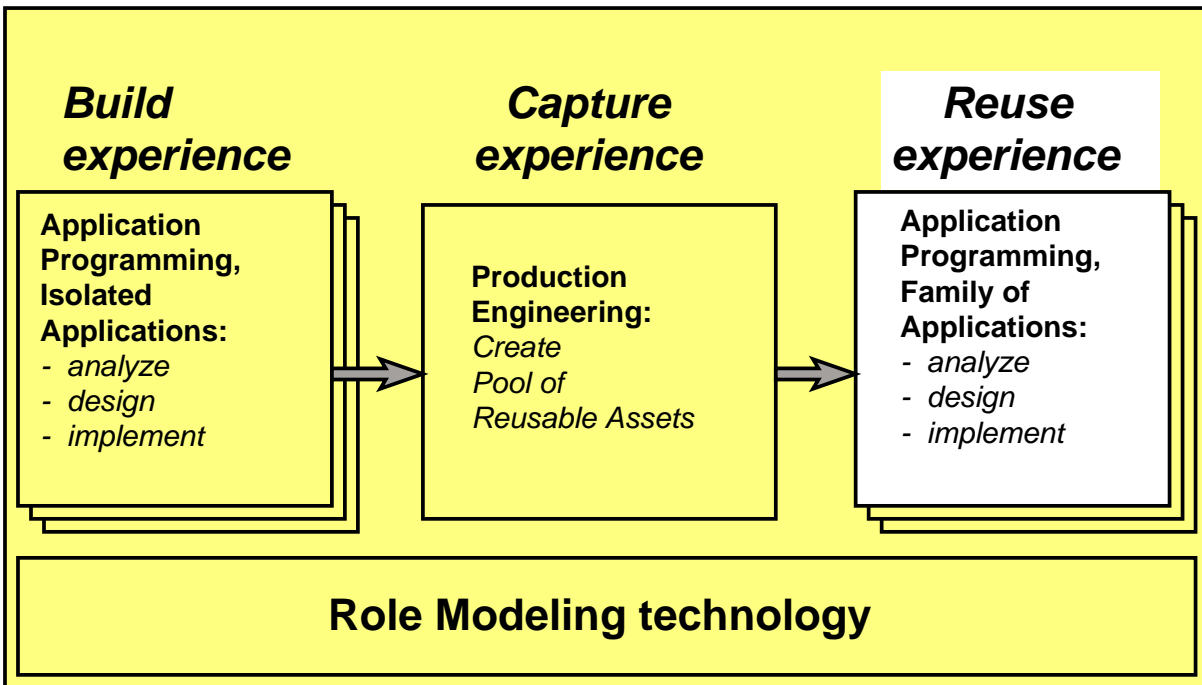 Build
experience
Capture
experience
Reuse
experience
Application
Programming,
Isolated
Applications:
- analyze
- design
- implement
Production
Engineering:
Create
Pool of
Reusable Assets
Application
Programming,
Family of
Applications:
- analyze
- design
- implement
Role Modeling technology